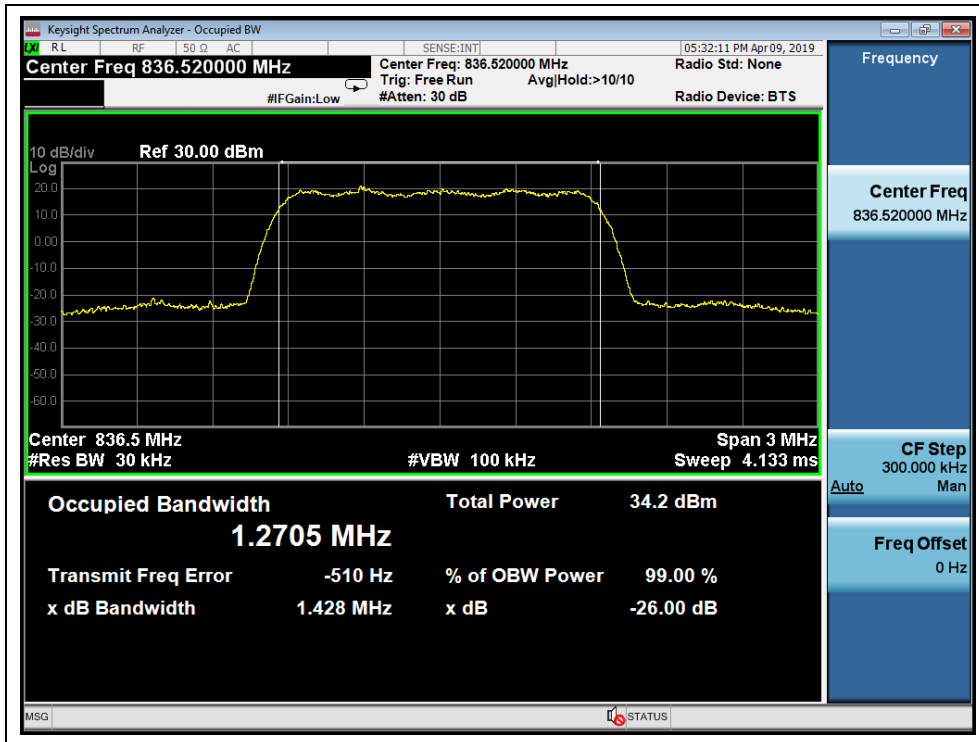 Keysight Spectrum Analyzer - Occupied BW
LXI RL RF 50 Ω AC SENSE:INT 05:32:11 PM Apr 09, 2019
Center Freq 836.520000 MHz
#IFGain:Low
Center Freq: 836.520000 MHz
Trig: Free Run Avg|Hold:>10/10
#Atten: 30 dB
Radio Std: None
Radio Device: BTS
10 dB/div Ref 30.00 dBm
Log
20.0
10.0
0.00
-10.0
-20.0
-30.0
-40.0
-50.0
-60.0
Center 836.5 MHz Span 3 MHz
#Res BW 30 kHz #VBW 100 kHz Sweep 4.133 ms
Occupied Bandwidth Total Power 34.2 dBm
1.2705 MHz
Transmit Freq Error -510 Hz % of OBW Power 99.00 %
x dB Bandwidth 1.428 MHz x dB -26.00 dB
Frequency
Center Freq
836.520000 MHz
CF Step
300.000 kHz
Auto Man
Freq Offset
0 Hz
MSG STATUS